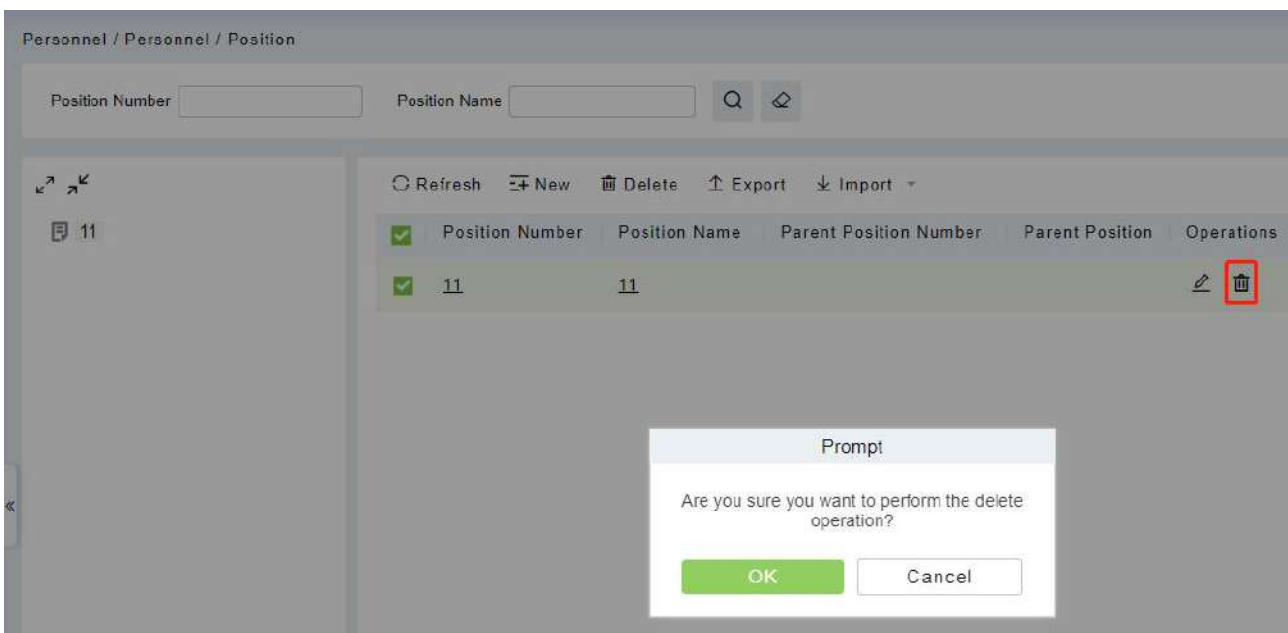 Personnel / Personnel / Position
Position Number Position Name
Refresh New Delete Export Import
11
Position Number Position Name Parent Position Number Parent Position Operations
11 11
Prompt
Are you sure you want to perform the delete
operation?
OK Cancel